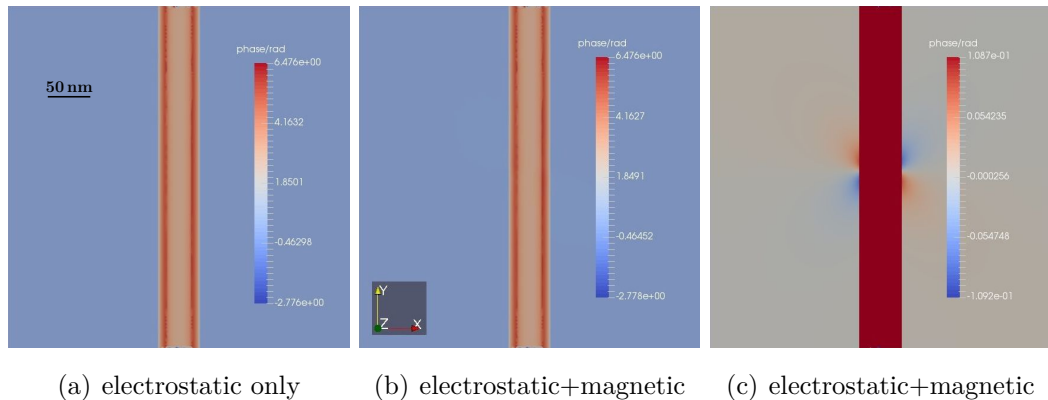 phase/rad
6.476e+00
4.1632
1.8501
-0.46298
-2.776e+00
50 nm
phase/rad
6.476e+00
4.1627
1.8491
-0.46452
-2.778e+00
Y
Z
X
phase/rad
1.087e-01
0.054235
-0.000256
-0.054748
-1.092e-01
(a) electrostatic only
(b) electrostatic+magnetic
(c) electrostatic+magnetic